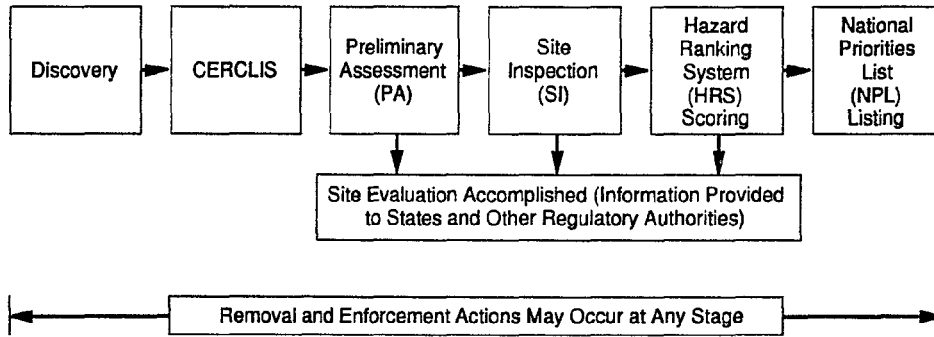 Discovery
CERCLIS
Preliminary
Assessment
(PA)
Site
Inspection
(SI)
Hazard
Ranking
System
(HRS)
Scoring
National
Priorities
List
(NPL)
Listing
Site Evaluation Accomplished (Information Provided
to States and Other Regulatory Authorities)
Removal and Enforcement Actions May Occur at Any Stage